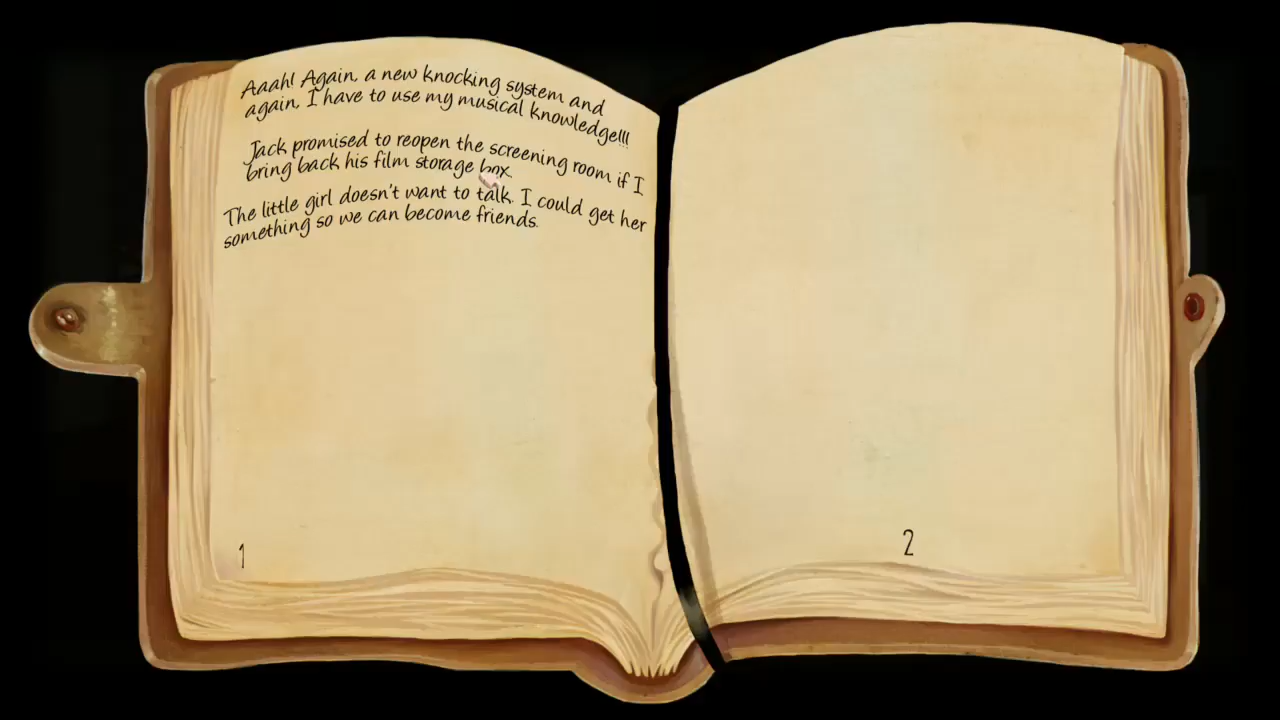 Aaah! Again, a new knocking system and
again, I have to use my musical knowledge!!!
Jack promised to reopen the screening room if I
bring back his film storage box.
The little girl doesn't want to talk. I could get her
something so we can become friends.
1
2